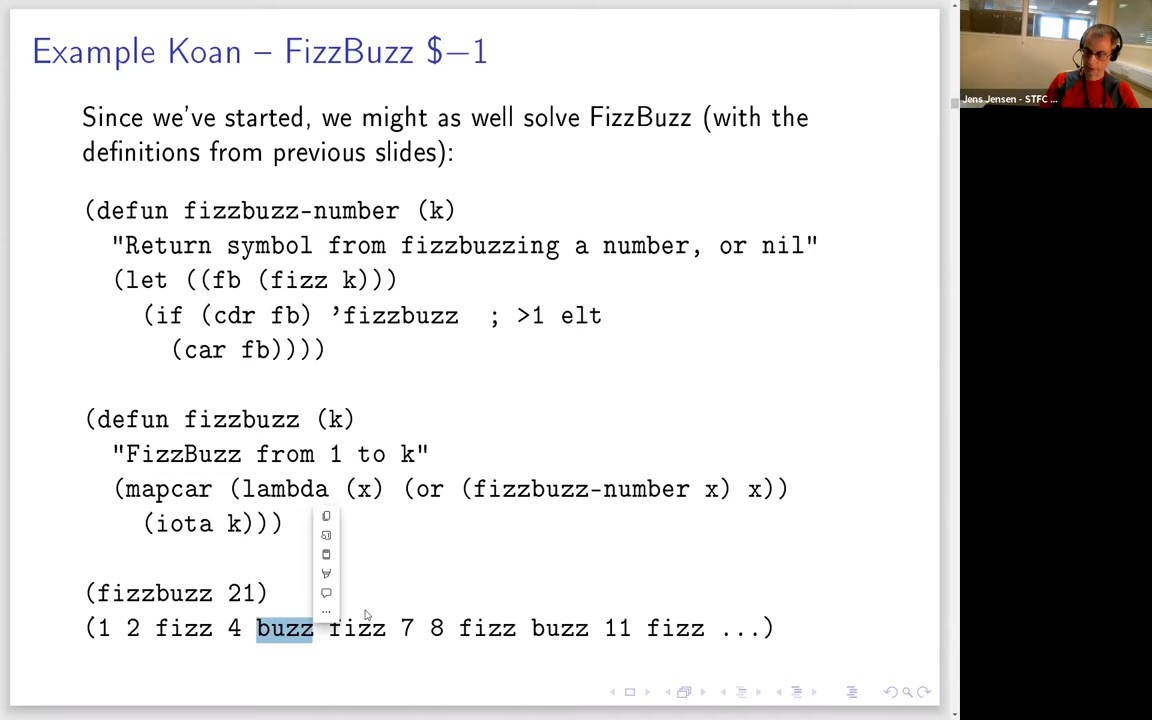 Example Koan – FizzBuzz $−1
Since we've started, we might as well solve FizzBuzz (with the
definitions from previous slides):
(defun fizzbuzz-number (k)
"Return symbol from fizzbuzzing a number, or nil"
(let ((fb (fizz k)))
(if (cdr fb) ’fizzbuzz ; >1 elt
(car fb))))
(defun fizzbuzz (k)
"FizzBuzz from 1 to k"
(mapcar (lambda (x) (or (fizzbuzz-number x) x))
(iota k)))
(fizzbuzz 21)
(1 2 fizz 4 buzz fizz 7 8 fizz buzz 11 fizz ...)
Jens Jensen - STFC ...